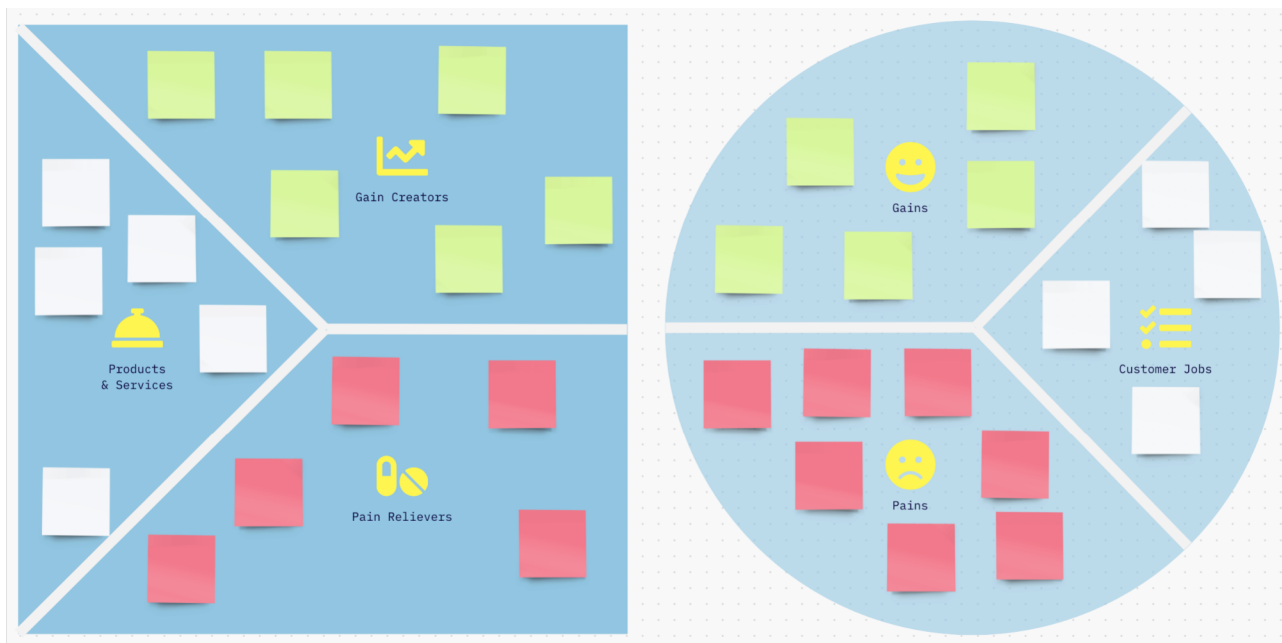 Gain Creators
Products
& Services
Pain Relievers
Gains
Customer Jobs
Pains